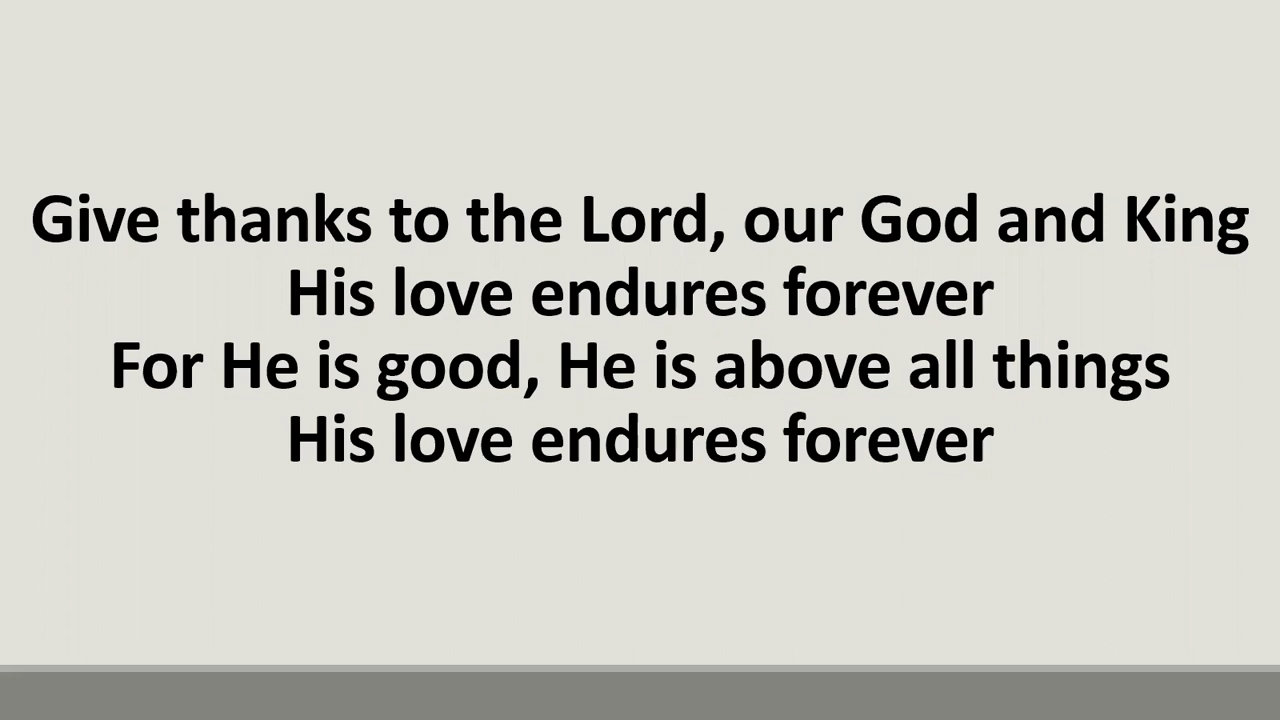 Give thanks to the Lord, our God and King
His love endures forever
For He is good, He is above all things
His love endures forever